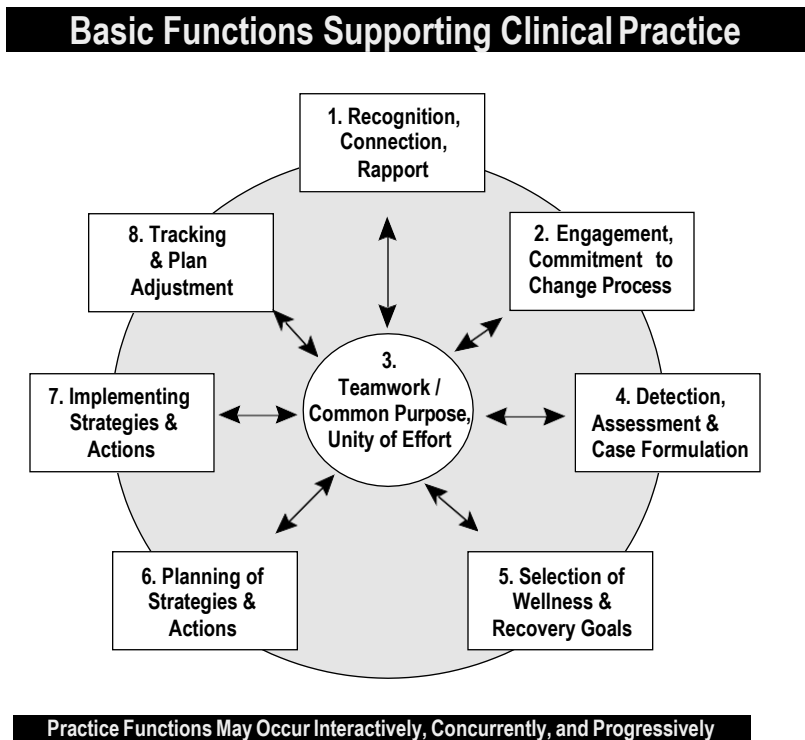 Basic Functions Supporting Clinical Practice
1. Recognition,
Connection,
Rapport
2. Engagement,
Commitment to
Change Process
3.
Teamwork /
Common Purpose,
Unity of Effort
4. Detection,
Assessment &
Case Formulation
5. Selection of
Wellness &
Recovery Goals
6. Planning of
Strategies &
Actions
7. Implementing
Strategies &
Actions
8. Tracking
& Plan
Adjustment
Practice Functions May Occur Interactively, Concurrently, and Progressively